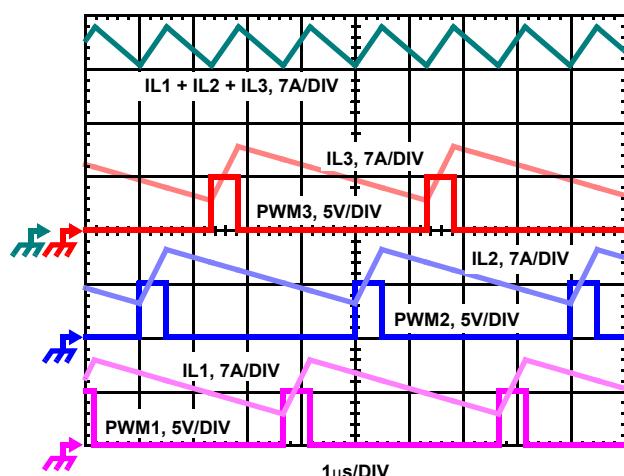 IL1 + IL2 + IL3, 7A/DIV
IL3, 7A/DIV
PWM3, 5V/DIV
IL2, 7A/DIV
PWM2, 5V/DIV
IL1, 7A/DIV
PWM1, 5V/DIV
1µs/DIV